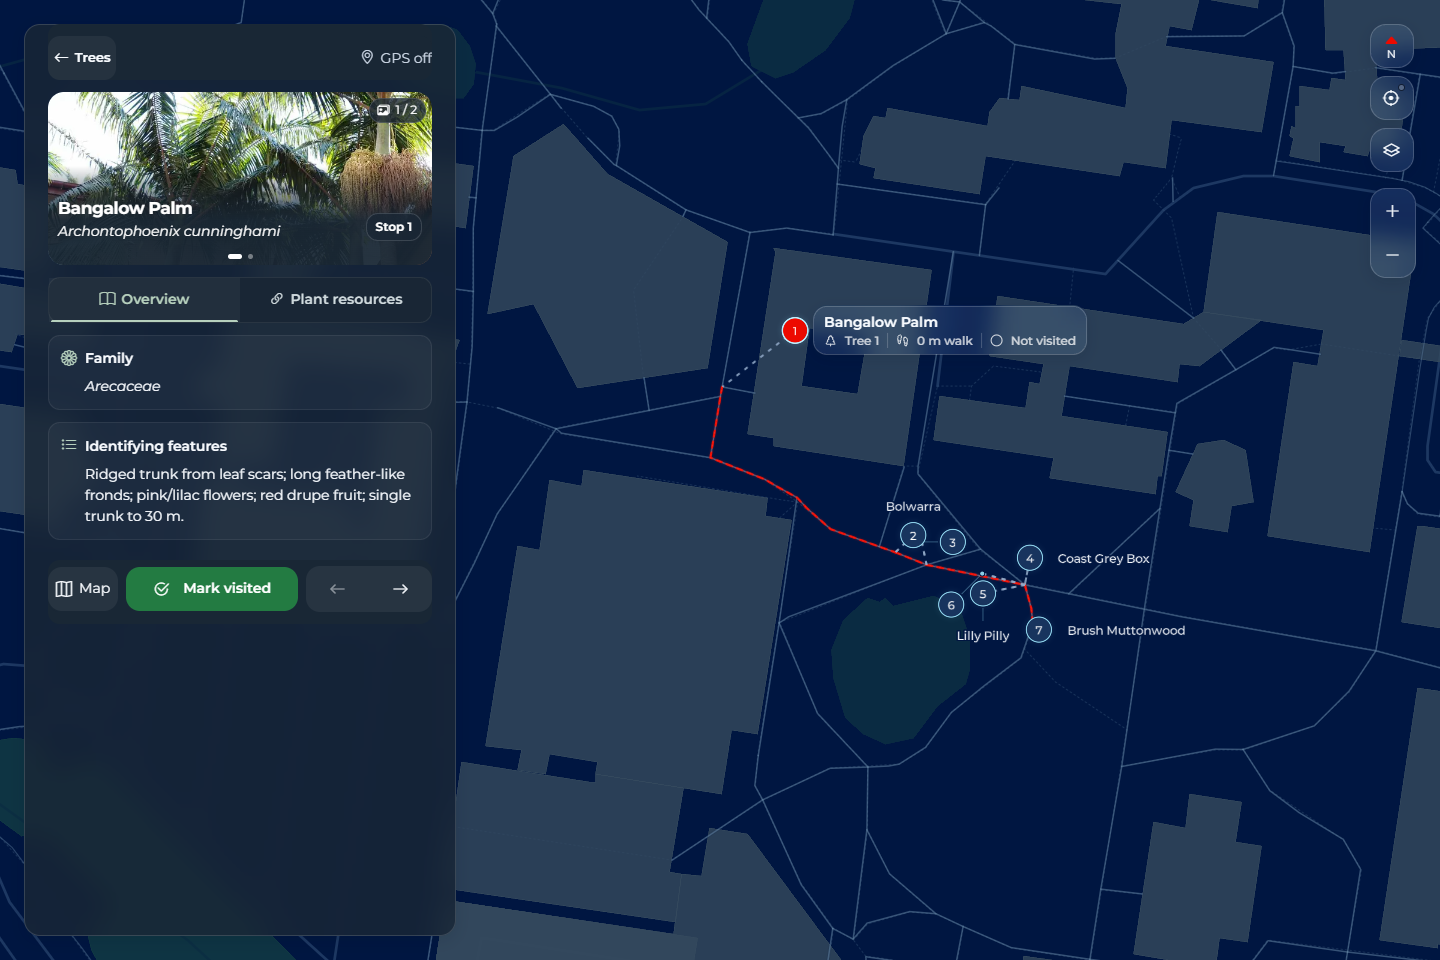 Trees
GPS off
1 / 2
Bangalow Palm
Archontophoenix cunninghami
Stop 1
Overview
Plant resources
Family
Arecaceae
Identifying features
Ridged trunk from leaf scars; long feather-like
fronds; pink/lilac flowers; red drupe fruit; single
trunk to 30 m.
Map
Mark visited
N
1
Bangalow Palm
Tree 1
0 m walk
Not visited
Bolwarra
2
3
4
Coast Grey Box
5
6
Lilly Pilly
7
Brush Muttonwood